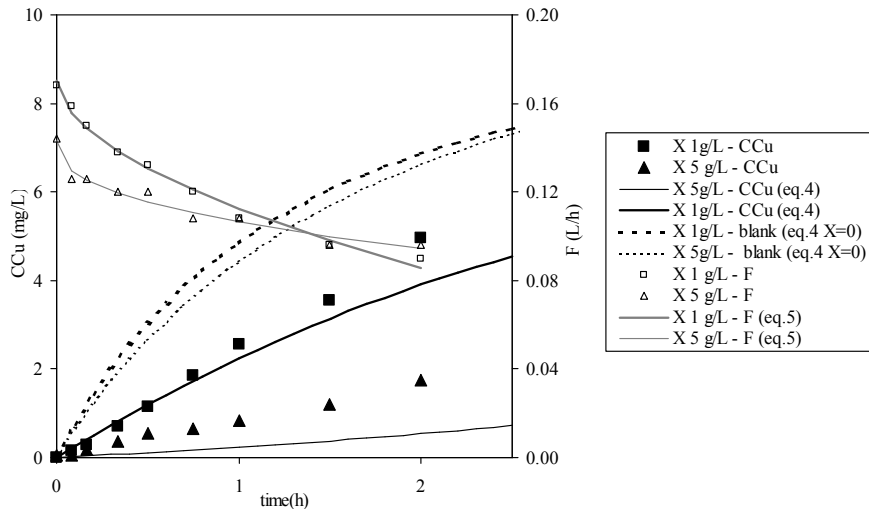 10
8
6
4
2
0
CCu (mg/L)
0
1
2
time(h)
0.20
0.16
0.12
0.08
0.04
0.00
F (L/h)
X 1g/L - CCu
X 5 g/L - CCu
X 5g/L - CCu (eq.4)
X 1g/L - CCu (eq.4)
X 1g/L - blank (eq.4 X=0)
X 5g/L - blank (eq.4 X=0)
X 1 g/L - F
X 5 g/L - F
X 1 g/L - F (eq.5)
X 5 g/L - F (eq.5)